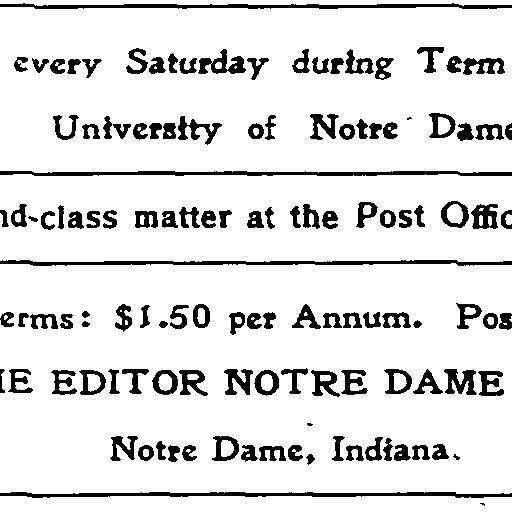 every Saturday during Term
University of Notre Dame
nd-class matter at the Post Offic
erms: $1.50 per Annum. Pos
HE EDITOR NOTRE DAME
Notre Dame, Indiana.